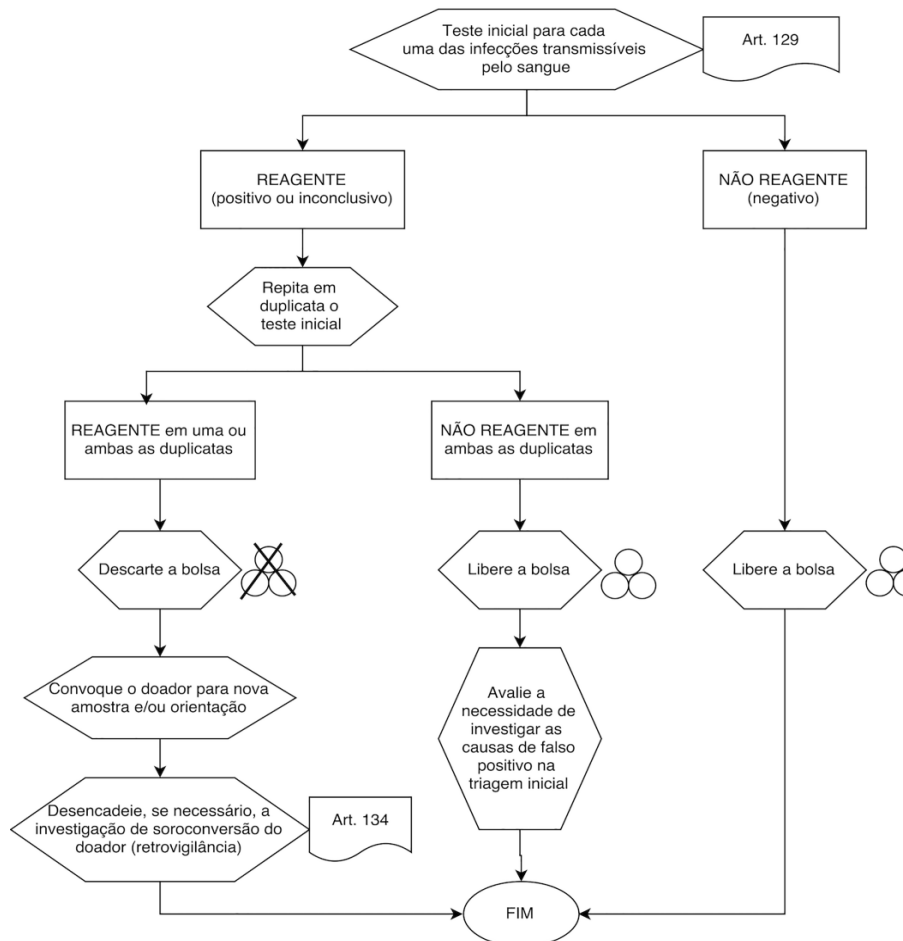 Teste inicial para cada
uma das infecções transmissíveis
pelo sangue
Art. 129
REAGENTE
(positivo ou inconclusivo)
NÃO REAGENTE
(negativo)
Repita em
duplicata o
teste inicial
REAGENTE em uma ou
ambas as duplicatas
NÃO REAGENTE em
ambas as duplicatas
Descarte a bolsa
Libere a bolsa
Libere a bolsa
Convoque o doador para nova
amostra e/ou orientação
Avalie a
necessidade de
investigar as
causas de falso
positivo na
triagem inicial
Desencadeie, se necessário, a
investigação de soroconversão do
doador (retrovigilância)
Art. 134
FIM